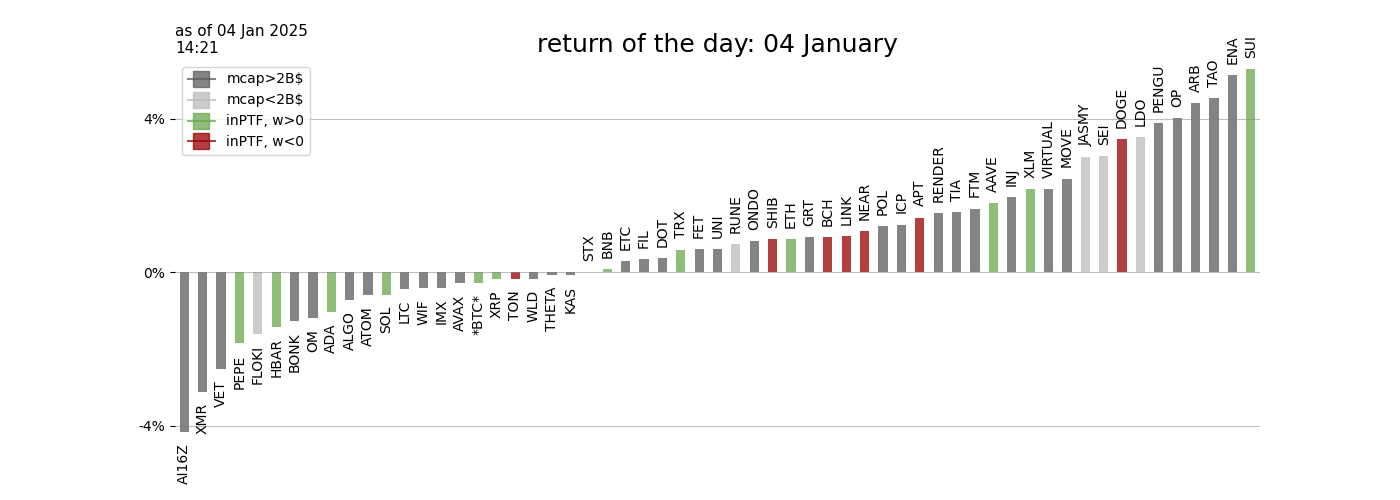 as of 04 Jan 2025
14:21
return of the day: 04 January
mcap>2B$
mcap<2B$
inPTF, w>0
inPTF, w<0
4%
0%
-4%
AI16Z
XMR
VET
PEPE
FLOKI
HBAR
BONK
OM
ADA
ALGO
ATOM
SOL
LTC
WIF
IMX
AVAX
*BTC*
XRP
TON
WLD
THETA
KAS
STX
BNB
ETC
FIL
DOT
TRX
FET
UNI
RUNE
ONDO
SHIB
ETH
GRT
BCH
LINK
NEAR
POL
ICP
APT
RENDER
TIA
FTM
AAVE
INJ
XLM
VIRTUAL
MOVE
JASMY
SEI
DOGE
LDO
PENGU
OP
ARB
TAO
ENA
SUI